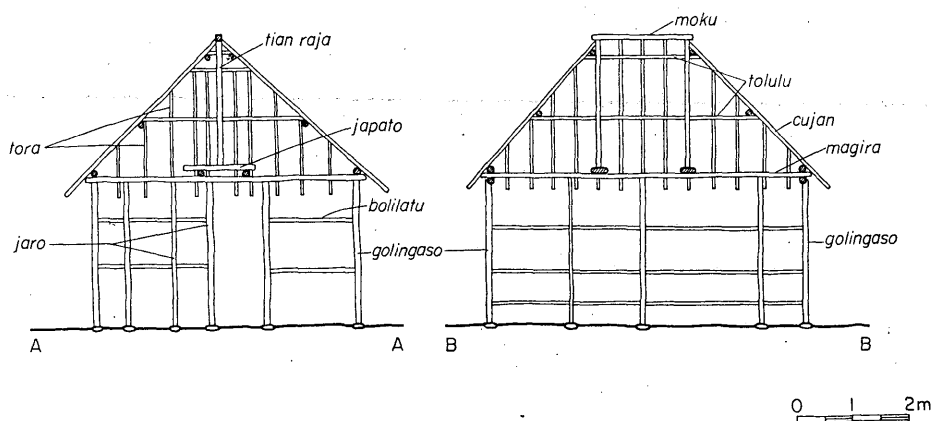 moku
tian raja
tolulu
japato
cujan
tora
magira
bolilatu
jaro
golingaso
golingaso
A A B B
0 1 2m